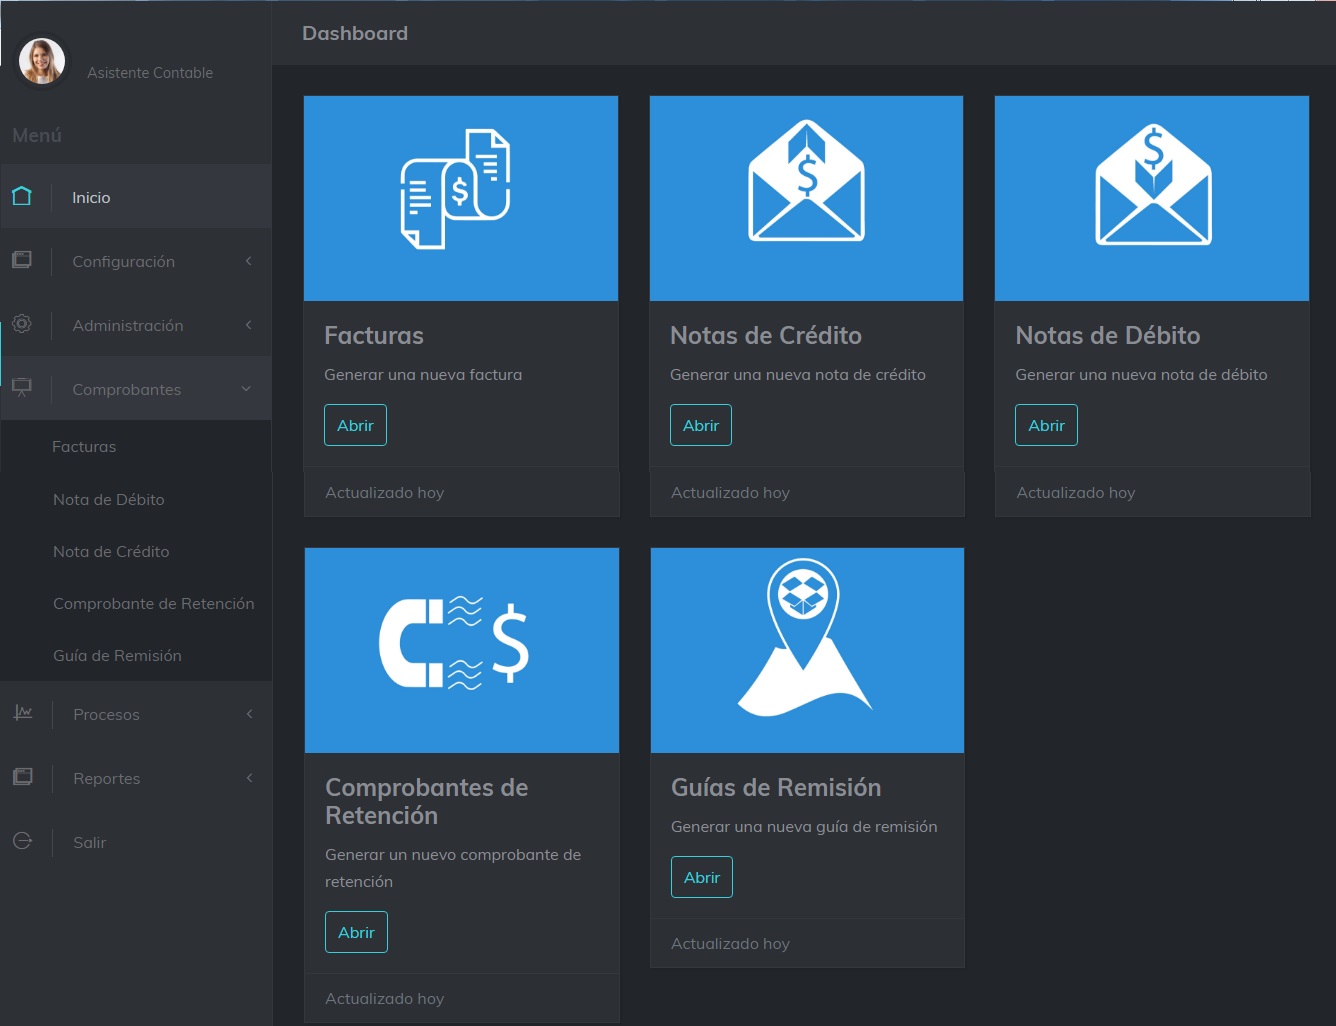 Dashboard
Asistente Contable
Menú
Inicio
Configuración
Administración
Comprobantes
Facturas
Nota de Débito
Nota de Crédito
Comprobante de Retención
Guía de Remisión
Procesos
Reportes
Salir
$
Facturas
Generar una nueva factura
Abrir
Actualizado hoy
$
Notas de Crédito
Generar una nueva nota de crédito
Abrir
Actualizado hoy
$
Notas de Débito
Generar una nueva nota de débito
Abrir
Actualizado hoy
$
Comprobantes de
Retención
Generar un nuevo comprobante de
retención
Abrir
Actualizado hoy
Guías de Remisión
Generar una nueva guía de remisión
Abrir
Actualizado hoy